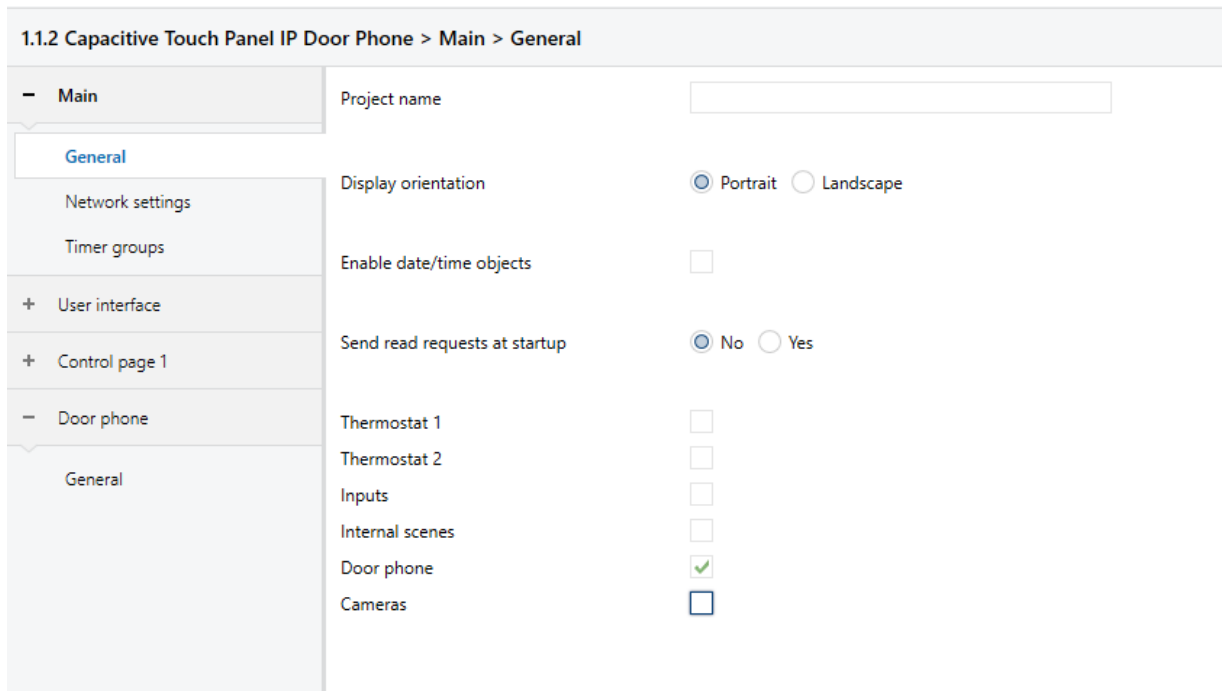 1.1.2 Capacitive Touch Panel IP Door Phone > Main > General
Main
General
Network settings
Timer groups
User interface
Control page 1
Door phone
General
Project name
Display orientation
Portrait
Landscape
Enable date/time objects
Send read requests at startup
No
Yes
Thermostat 1
Thermostat 2
Inputs
Internal scenes
Door phone
Cameras